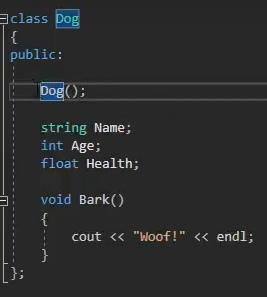 class Dog
{
public:
Dog();
string Name;
int Age;
float Health;
void Bark()
{
cout << "Woof!" << endl;
}
};